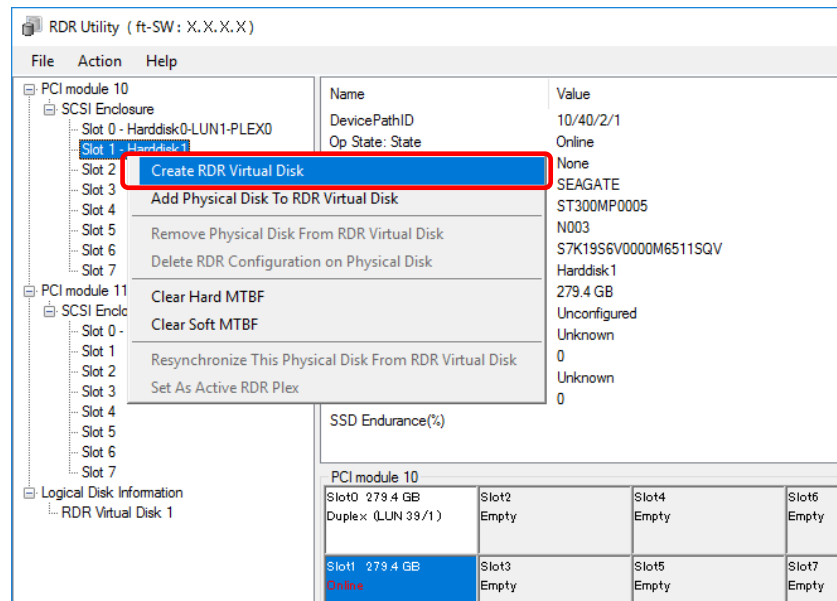 RDR Utility ( ft-SW : X.X.X.X )
File Action Help
PCI module 10
SCSI Enclosure
Slot 0 - Harddisk0-LUN1-PLEX0
Slot 1 - Harddisk1
Slot 2
Slot 3
Slot 4
Slot 5
Slot 6
Slot 7
PCI module 11
SCSI Enclo
Slot 0 -
Slot 1
Slot 2
Slot 3
Slot 4
Slot 5
Slot 6
Slot 7
Logical Disk Information
RDR Virtual Disk 1
Create RDR Virtual Disk
Add Physical Disk To RDR Virtual Disk
Remove Physical Disk From RDR Virtual Disk
Delete RDR Configuration on Physical Disk
Clear Hard MTBF
Clear Soft MTBF
Resynchronize This Physical Disk From RDR Virtual Disk
Set As Active RDR Plex
Name Value
DevicePathID 10/40/2/1
Op State: State Online
None
SEAGATE
ST300MP0005
N003
S7K19S6V0000M6511SQV
Harddisk1
279.4 GB
Unconfigured
Unknown
0
Unknown
0
SSD Endurance(%)
PCI module 10
Slot0 279.4 GB Slot2 Slot4 Slot6
Duplex (LUN 39/1) Empty Empty Empty
Slot1 279.4 GB Slot3 Slot5 Slot7
Online Empty Empty Empty